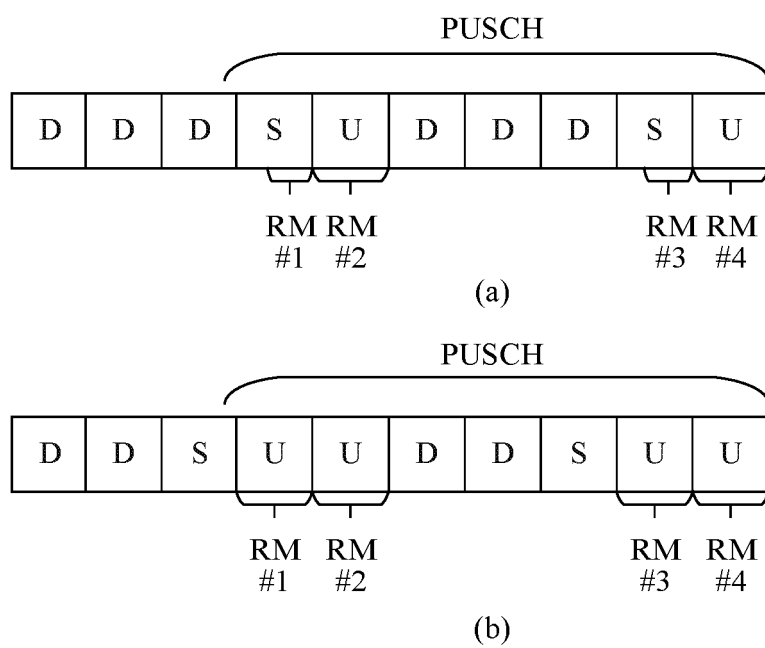 PUSCH
D D D S U D D D S U
RM RM RM RM
#1 #2 #3 #4
(a)
PUSCH
D D S U U D D S U U
RM RM RM RM
#1 #2 #3 #4
(b)